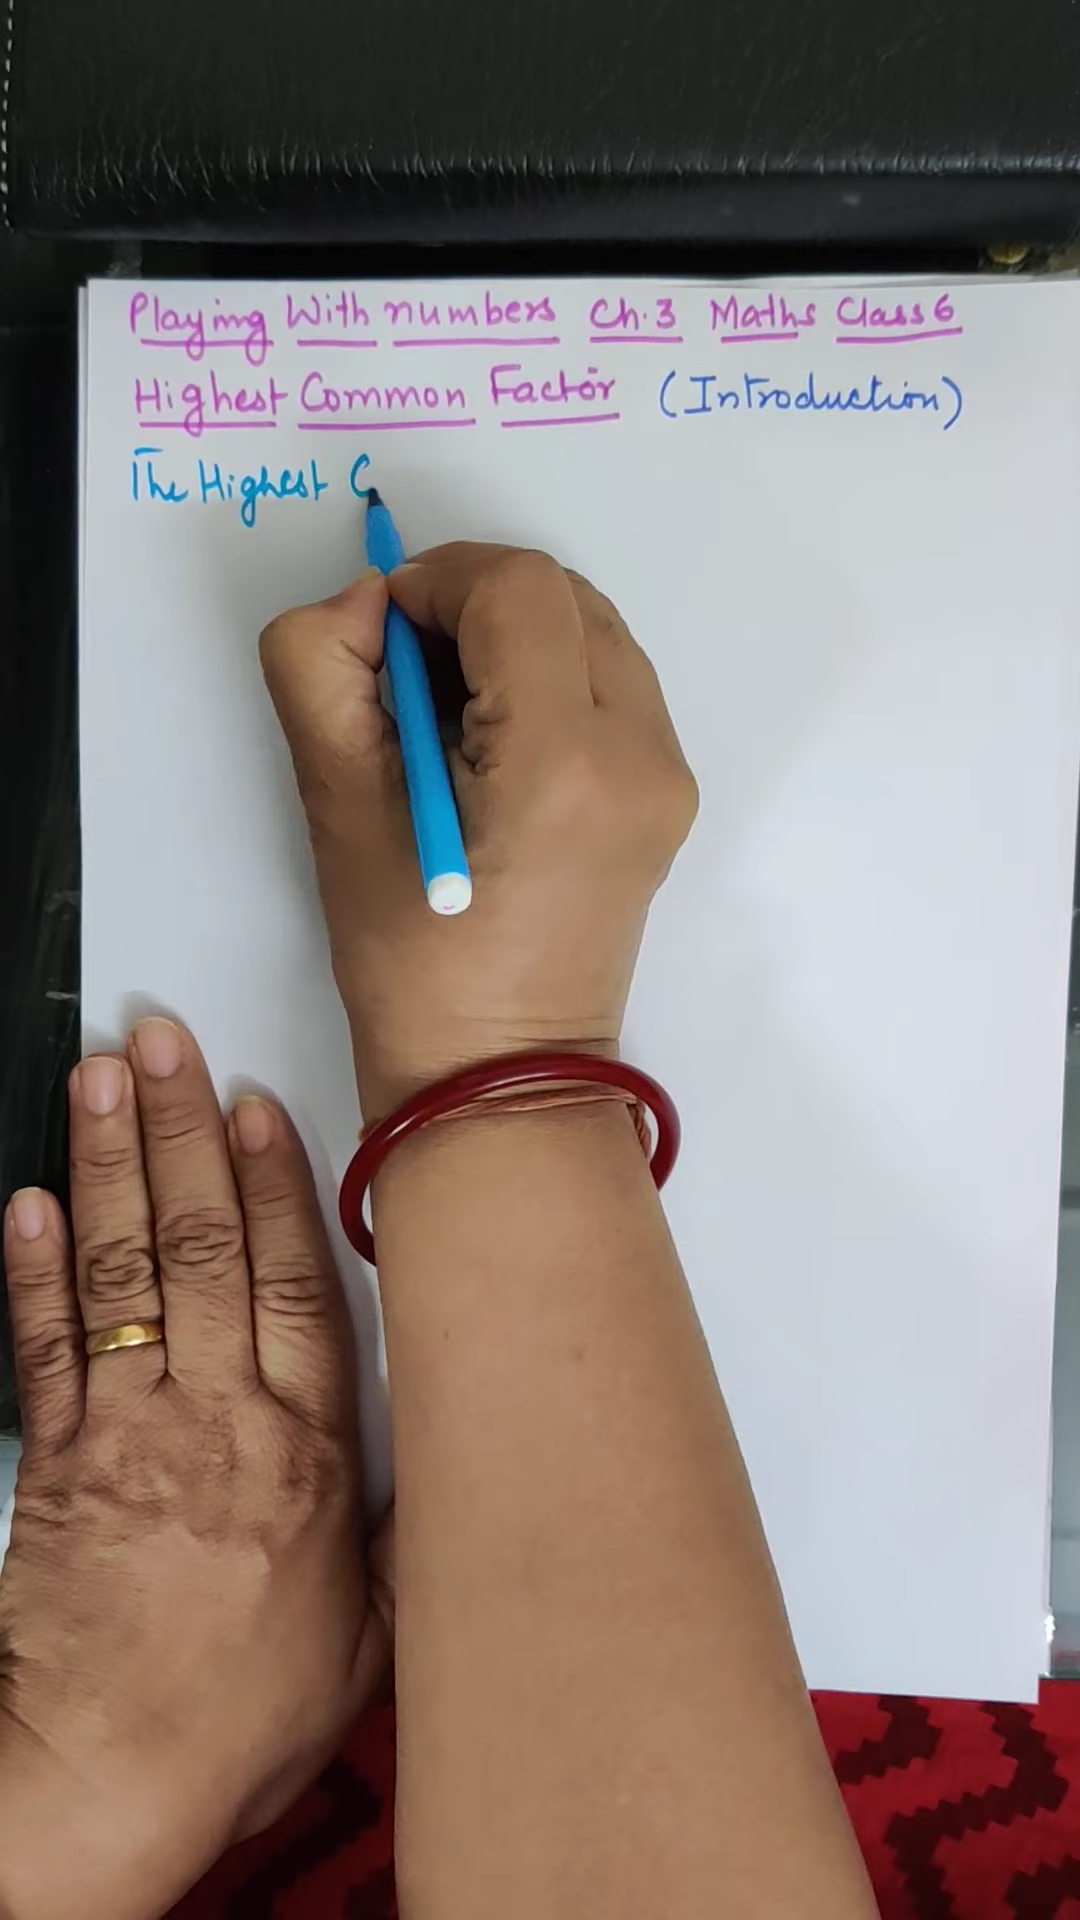 Playing With numbers Ch.3 Maths Class 6
Highest Common Factor (Introduction)
The Highest C